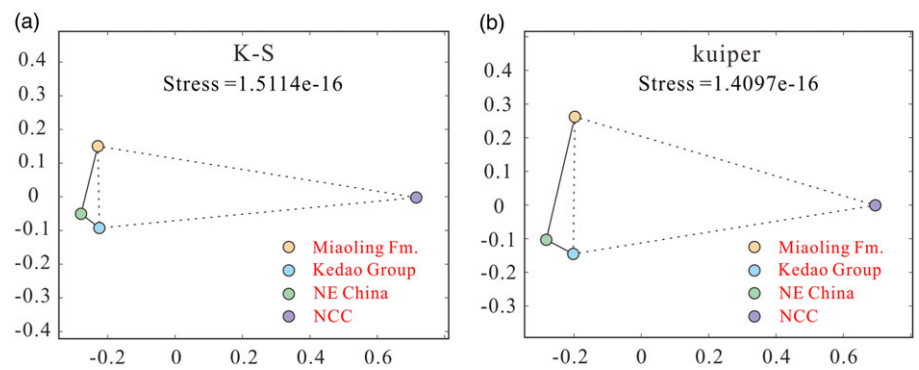 (a)
K-S
Stress =1.5114e-16
0.4
0.3
0.2
0.1
0
-0.1
-0.2
-0.3
-0.4
-0.2
0
0.2
0.4
0.6
Miaoling Fm.
Kedao Group
NE China
NCC
(b)
kuiper
Stress =1.4097e-16
0.4
0.3
0.2
0.1
0
-0.1
-0.2
-0.3
-0.2
0
0.2
0.4
0.6
Miaoling Fm.
Kedao Group
NE China
NCC